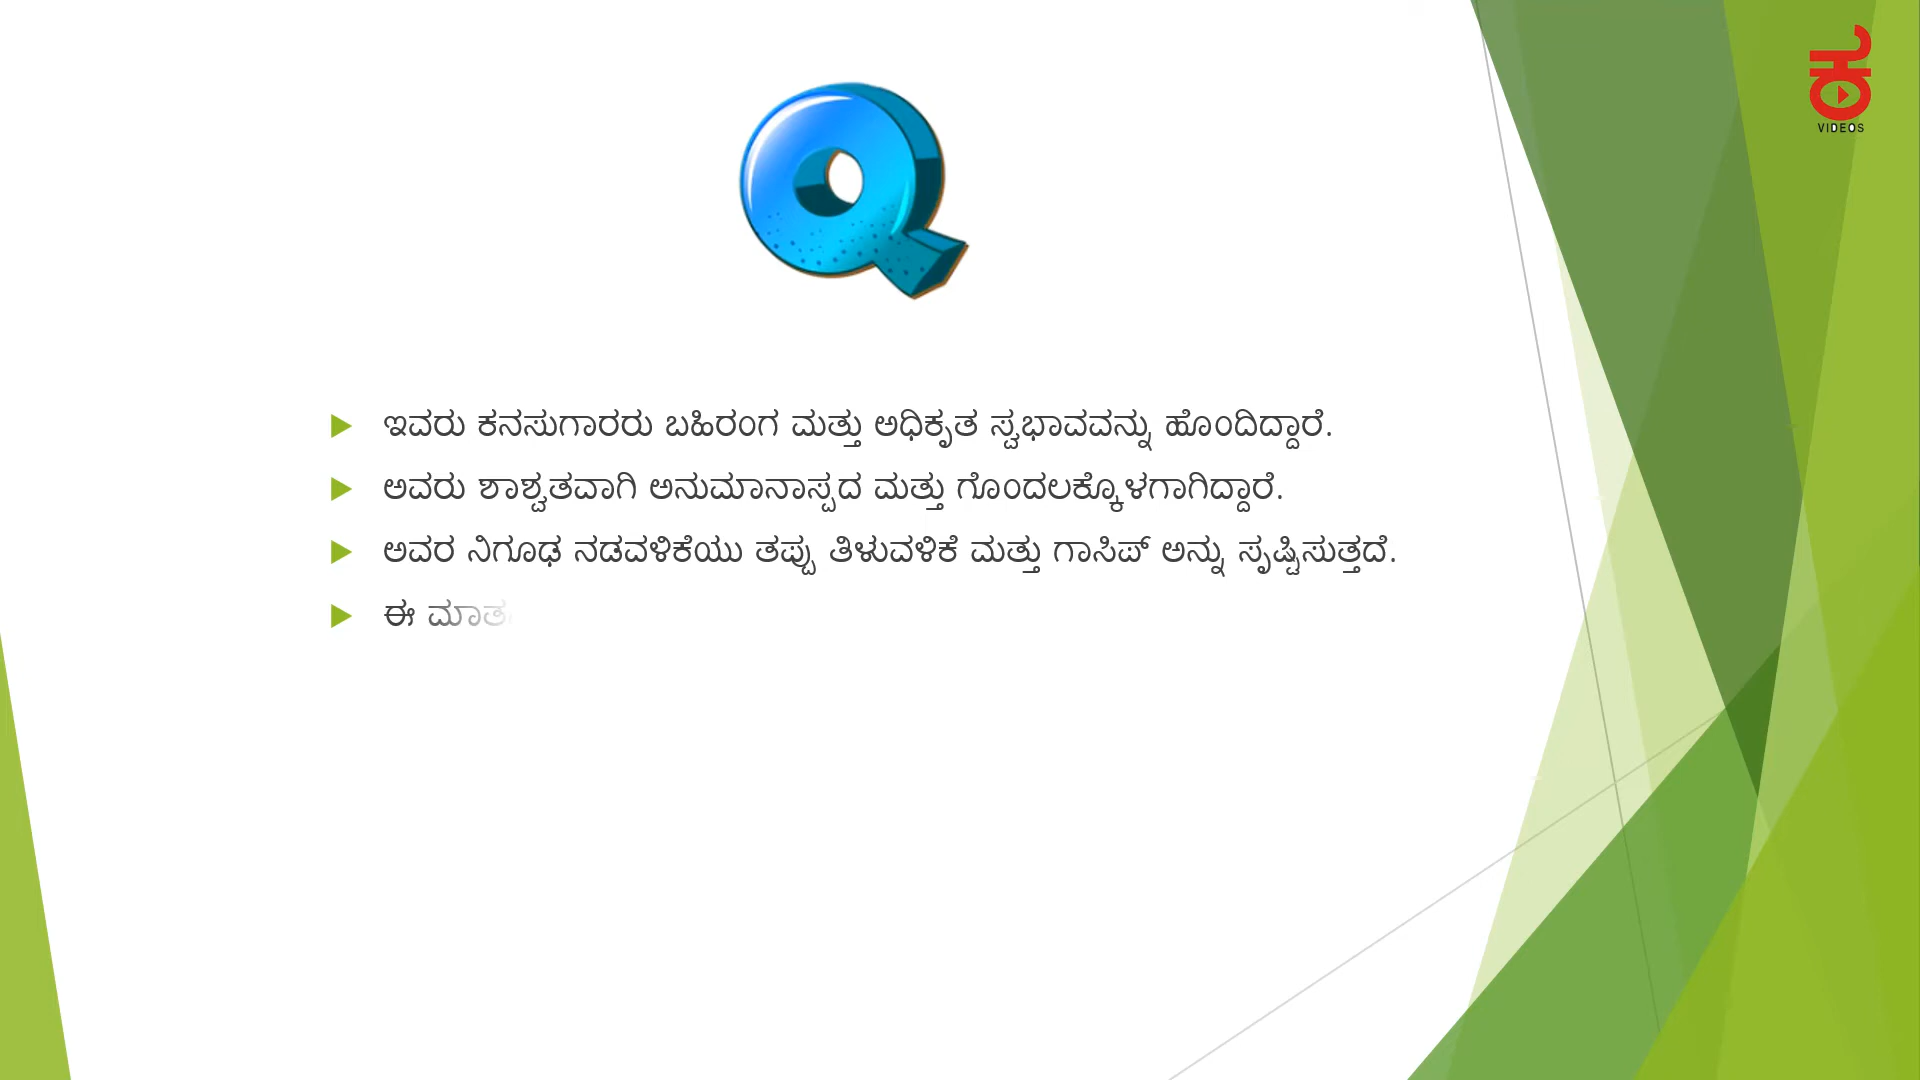 VIDEOS
Q
ಇವರು ಕನಸುಗಾರರು ಬಹಿರಂಗ ಮತ್ತು ಅಧಿಕೃತ ಸ್ವಭಾವವನ್ನು ಹೊಂದಿದ್ದಾರೆ.
ಅವರು ಶಾಶ್ವತವಾಗಿ ಅನುಮಾನಾಸ್ಪದ ಮತ್ತು ಗೊಂದಲಕ್ಕೊಳಗಾಗಿದ್ದಾರೆ.
ಅವರ ನಿಗೂಢ ನಡವಳಿಕೆಯು ತಪ್ಪು ತಿಳುವಳಿಕೆ ಮತ್ತು ಗಾಸಿಪ್ ಅನ್ನು ಸೃಷ್ಟಿಸುತ್ತದೆ.
ಈ